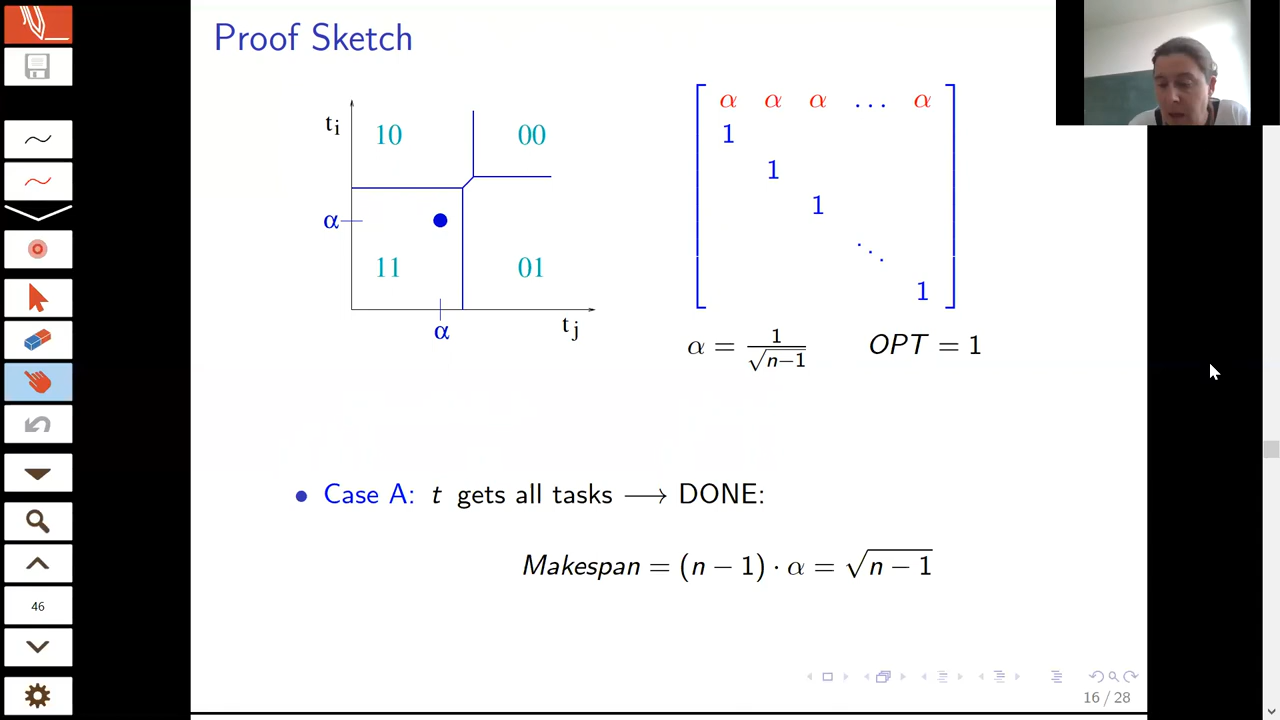 Proof Sketch
t_i
10
00
α
11
01
α
t_j
α α α … α
1
1
1
⋱
1
α = 1/√(n−1)
OPT = 1
• Case A: t gets all tasks ⟶ DONE:
Makespan = (n − 1) · α = √(n − 1)
46
16 / 28